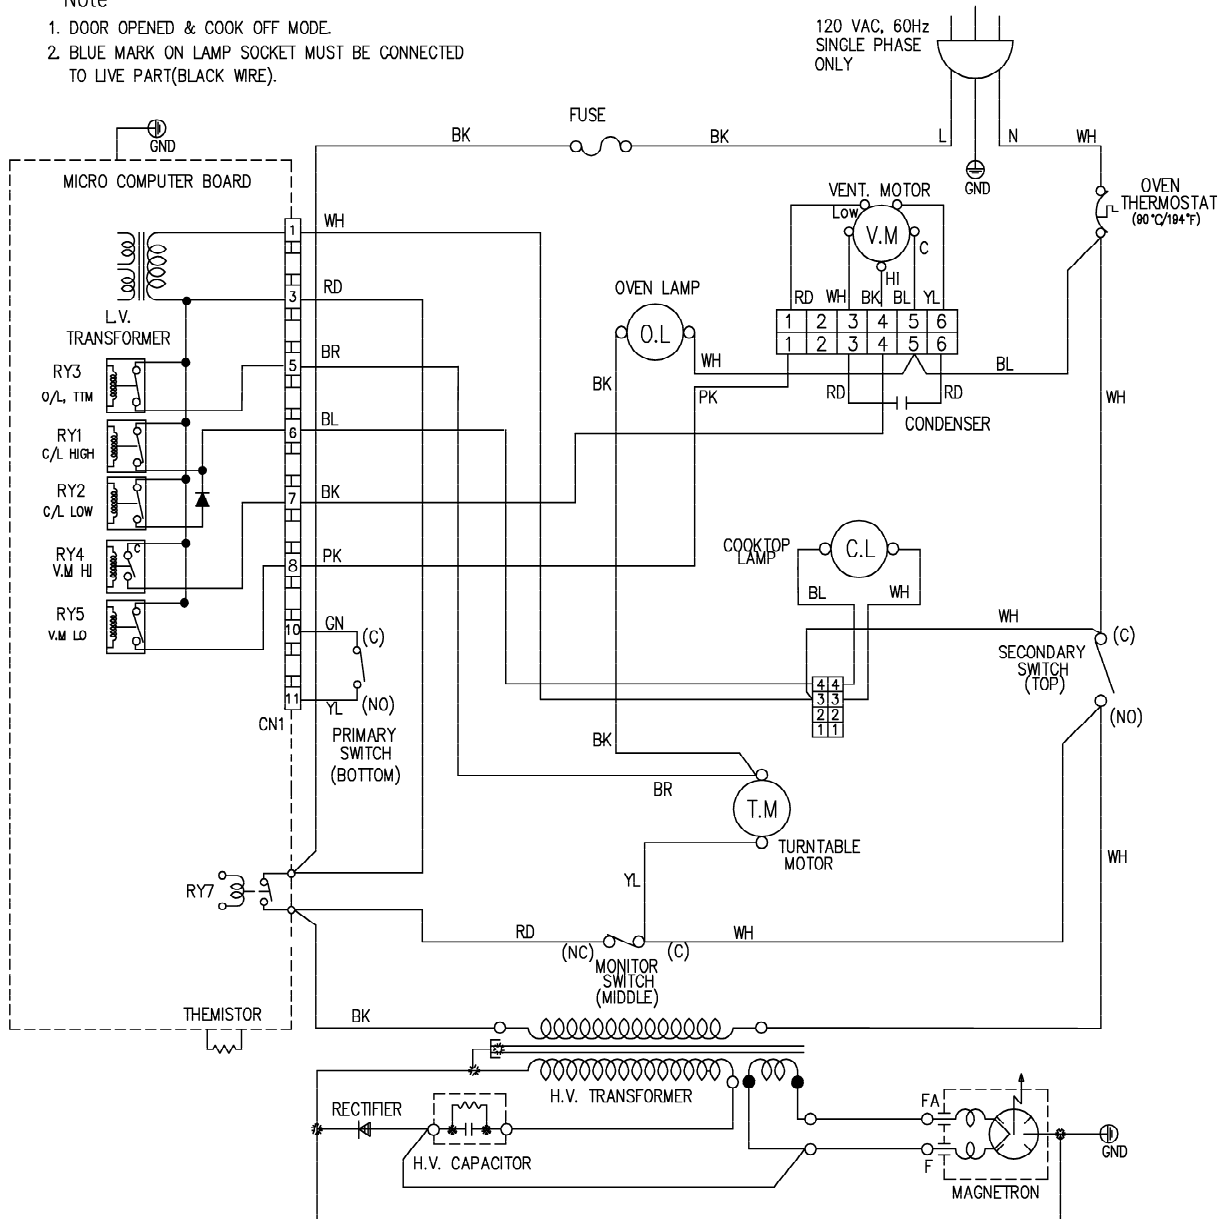 Note
1. DOOR OPENED & COOK OFF MODE.
2. BLUE MARK ON LAMP SOCKET MUST BE CONNECTED
TO LIVE PART(BLACK WIRE).
120 VAC, 60Hz
SINGLE PHASE
ONLY
FUSE
BK
BK
L
N
WH
GND
GND
MICRO COMPUTER BOARD
VENT. MOTOR
OVEN
THERMOSTAT
(90°C/194°F)
Low
V.M
C
HI
1
WH
3
RD
OVEN LAMP
O.L
RD
WH
BK
BL
YL
1 2 3 4 5 6
1 2 3 4 5 6
L.V.
TRANSFORMER
RY3
O/L, TTM
5
BR
WH
BL
BK
PK
RD
RD
WH
CONDENSER
RY1
C/L HIGH
6
BL
RY2
C/L LOW
7
BK
RY4
V.M HI
C
8
PK
COOKTOP
LAMP
C.L
BL
WH
RY5
V.M LO
10
GN
(C)
WH
(C)
SECONDARY
SWITCH
(TOP)
4 4
3 3
2 2
1 1
11
YL
(NO)
(NO)
CN1
PRIMARY
SWITCH
(BOTTOM)
BK
BR
T.M
TURNTABLE
MOTOR
WH
RY7
YL
RD
(NC)
(C)
WH
MONITOR
SWITCH
(MIDDLE)
THEMISTOR
BK
H.V. TRANSFORMER
RECTIFIER
H.V. CAPACITOR
FA
F
GND
MAGNETRON